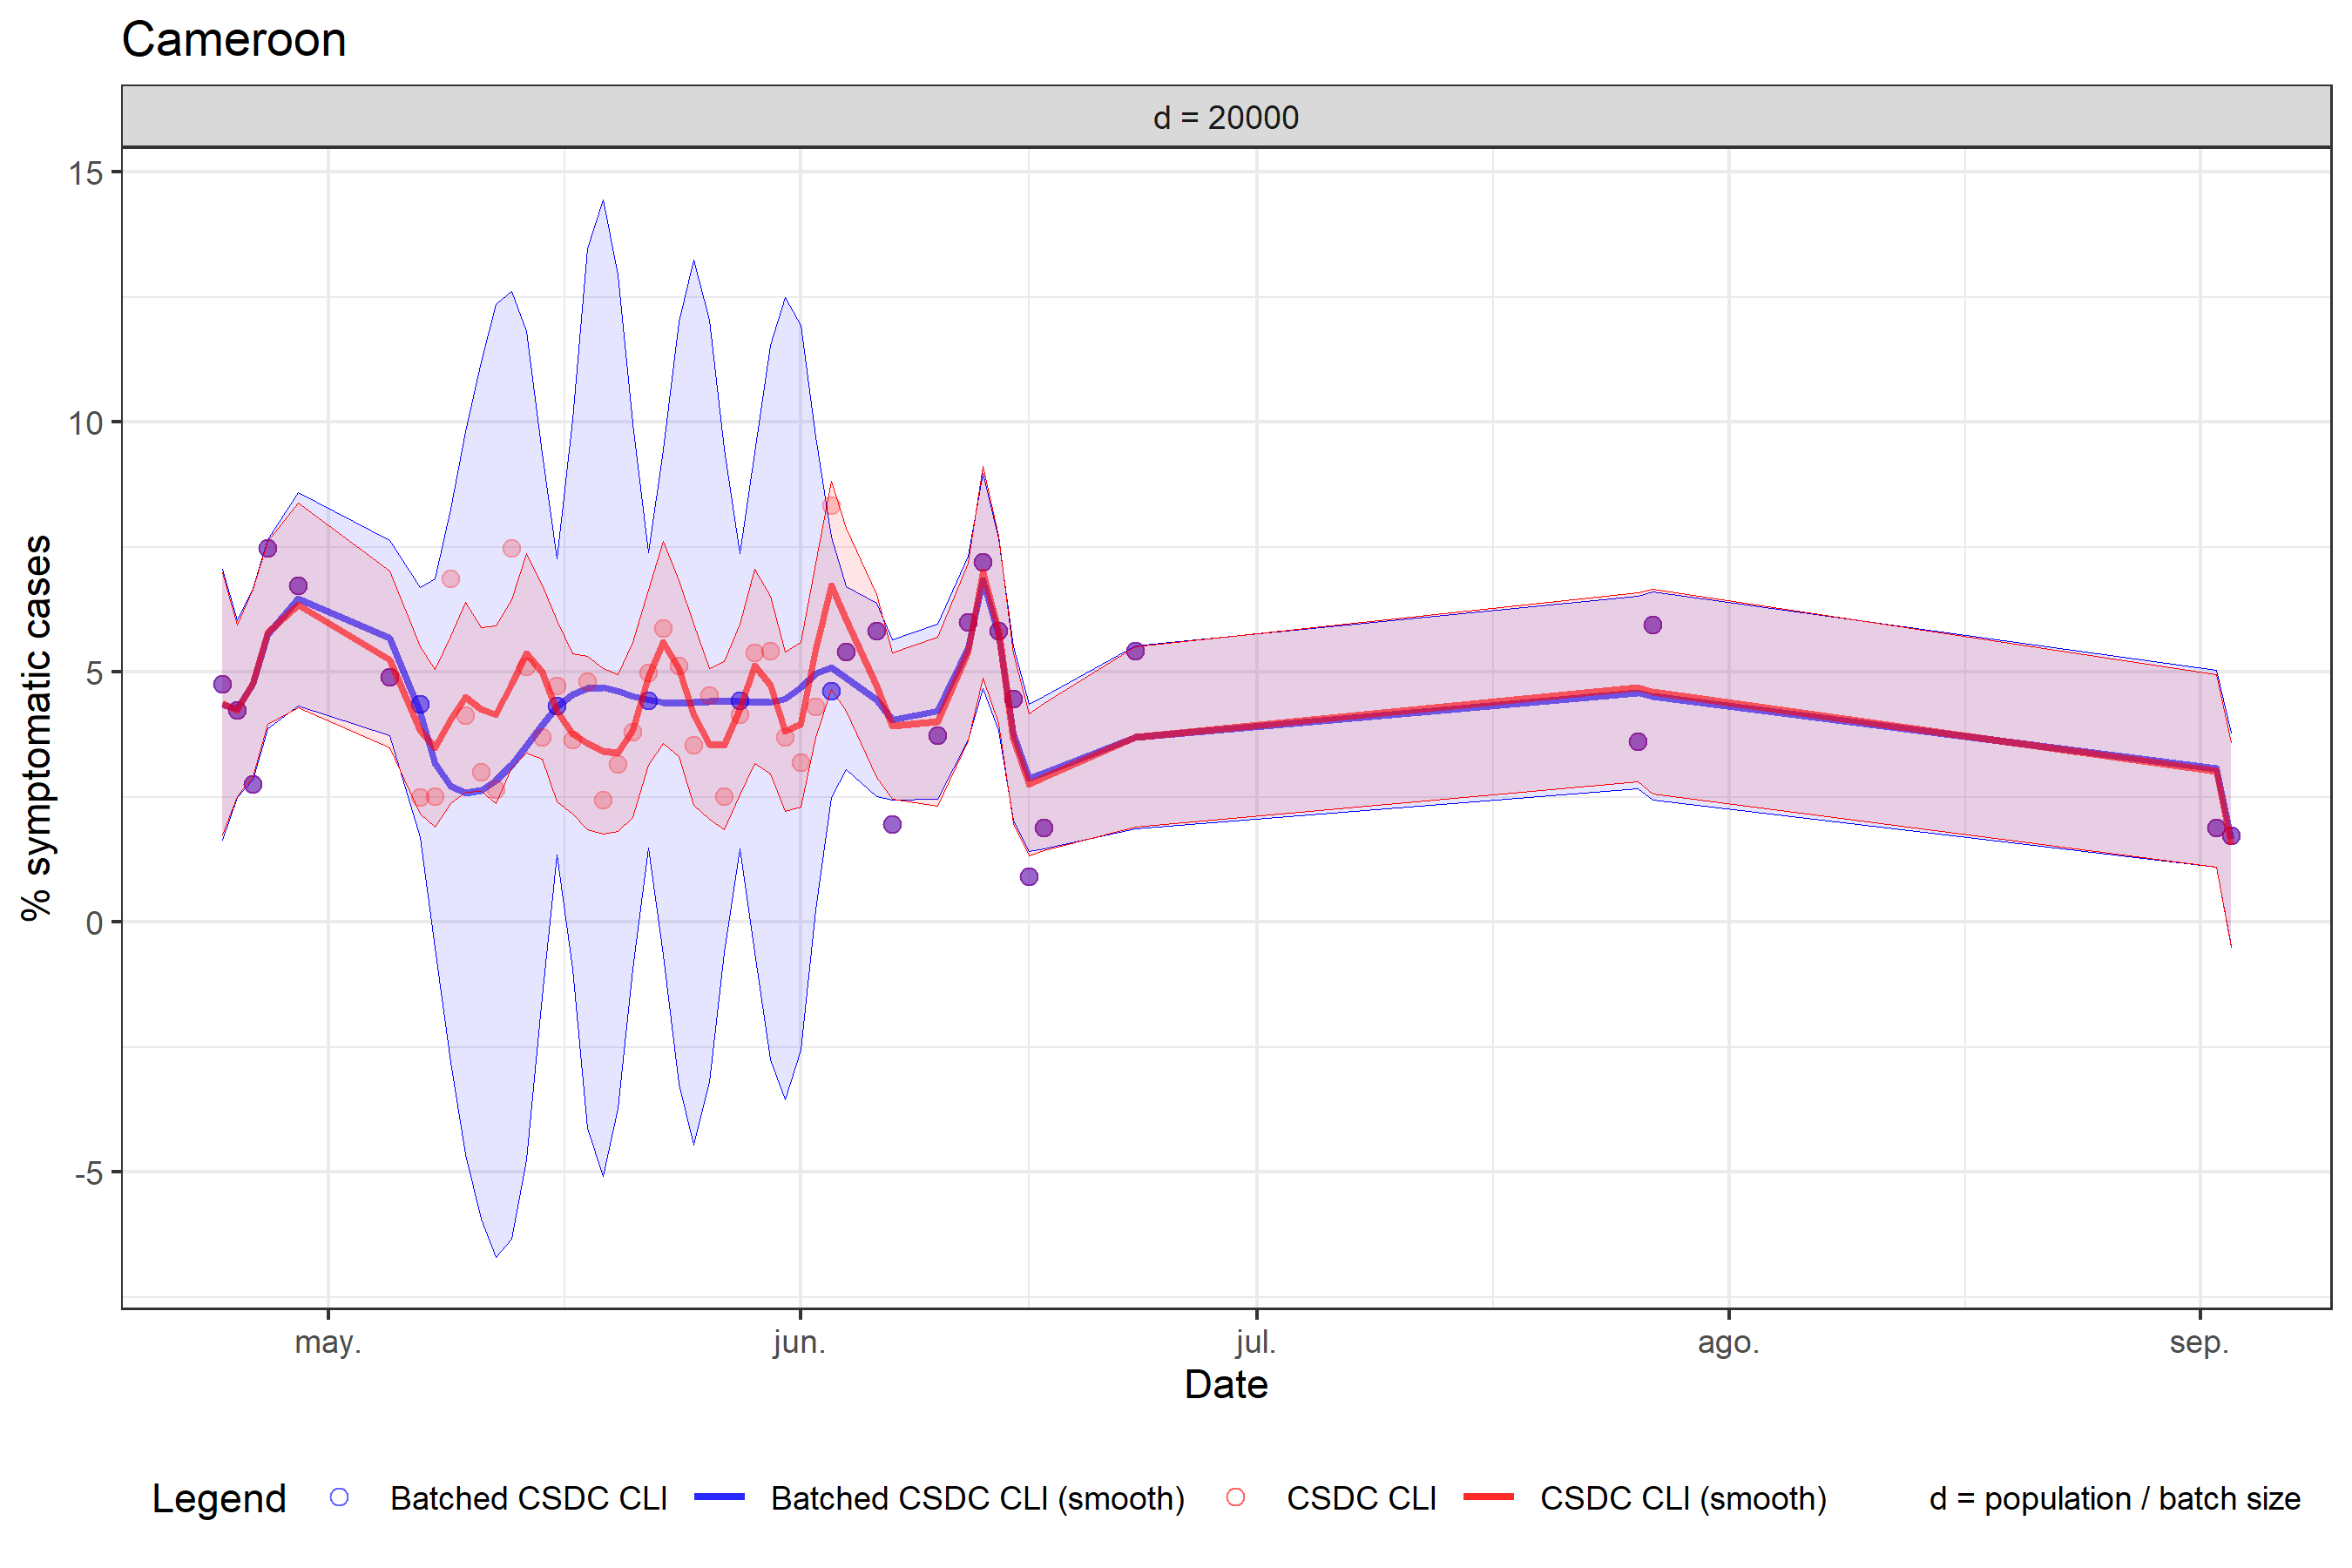 Cameroon
d = 20000
15
10
5
0
-5
% symptomatic cases
may.
jun.
jul.
ago.
sep.
Date
Legend
Batched CSDC CLI
Batched CSDC CLI (smooth)
CSDC CLI
CSDC CLI (smooth)
d = population / batch size